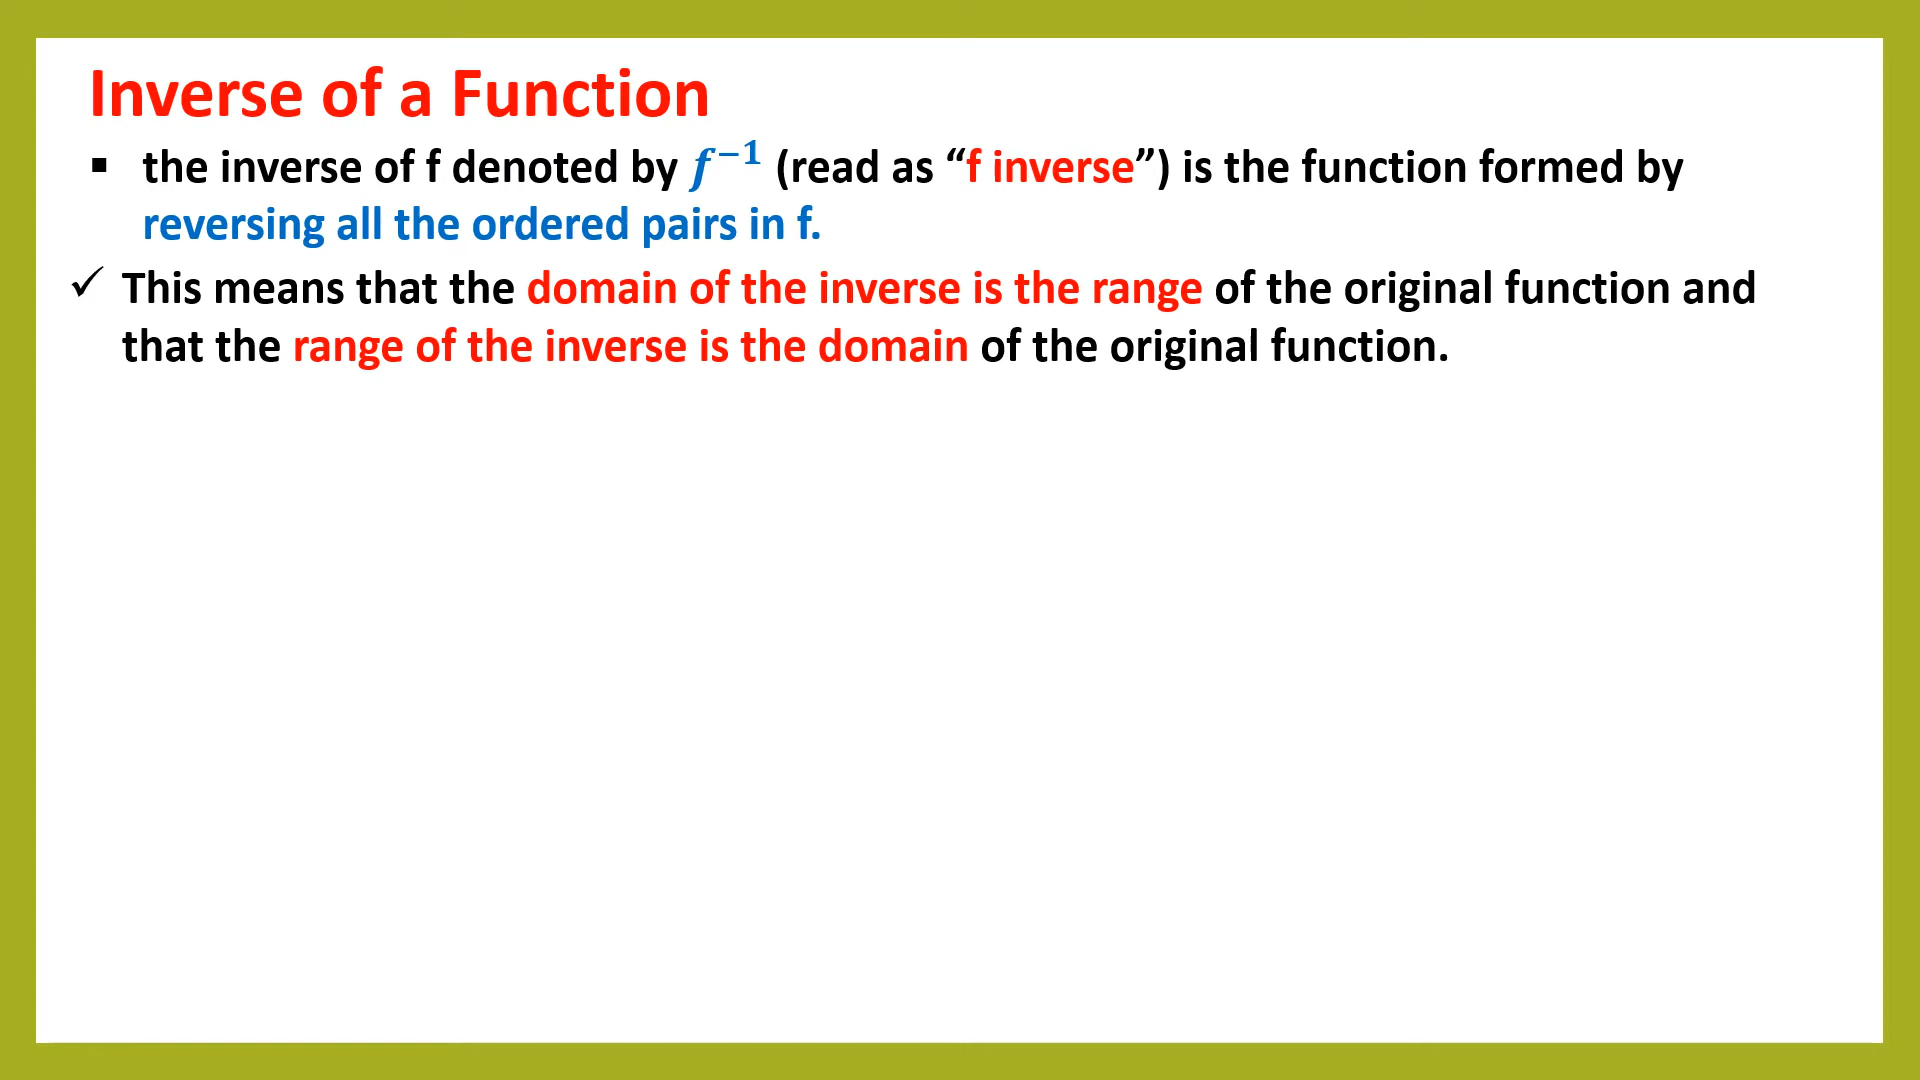 Inverse of a Function
▪ the inverse of f denoted by f⁻¹ (read as “f inverse”) is the function formed by
reversing all the ordered pairs in f.
✓ This means that the domain of the inverse is the range of the original function and
that the range of the inverse is the domain of the original function.